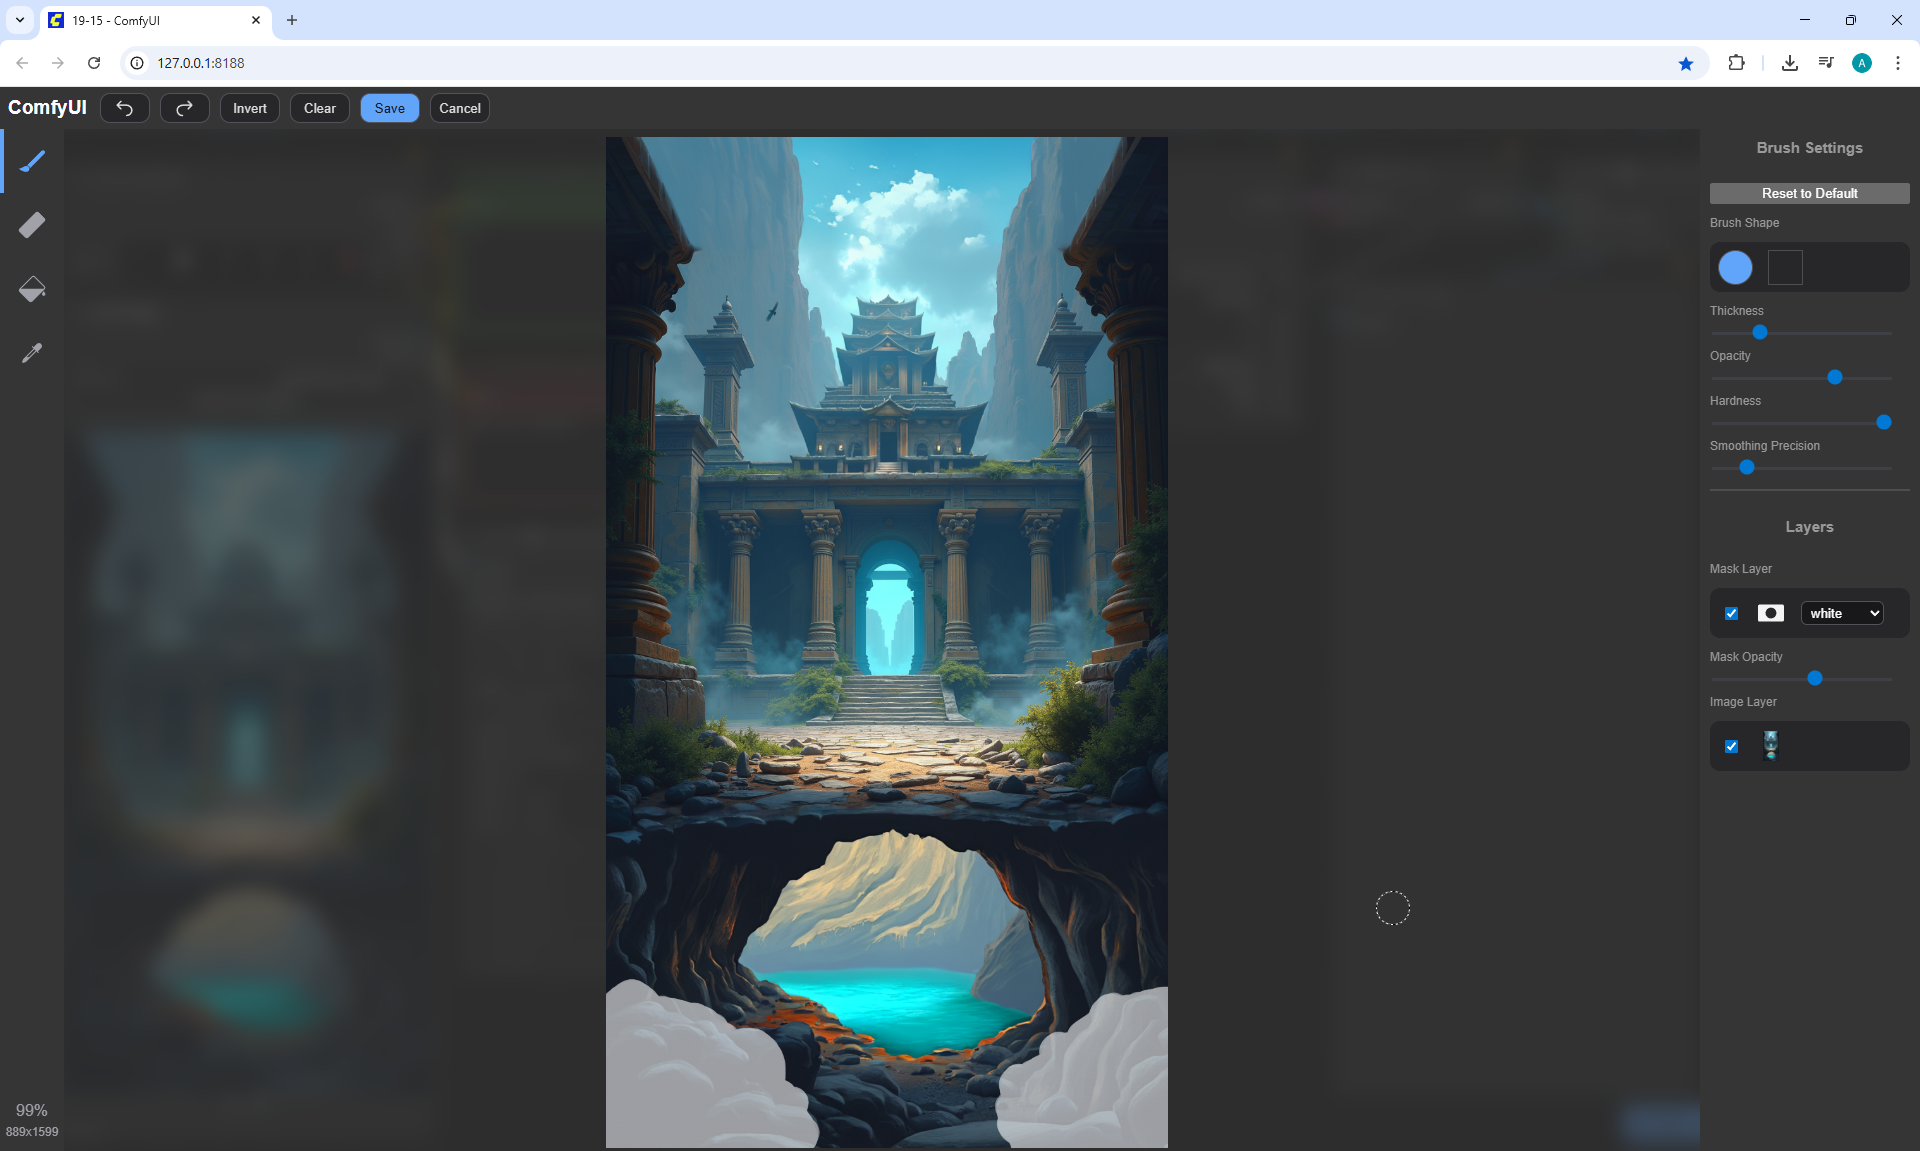 19-15 - ComfyUI
127.0.0.1:8188
A
ComfyUI
Invert
Clear
Save
Cancel
Brush Settings
Reset to Default
Brush Shape
Thickness
Opacity
Hardness
Smoothing Precision
Layers
Mask Layer
white
Mask Opacity
Image Layer
99%
889x1599